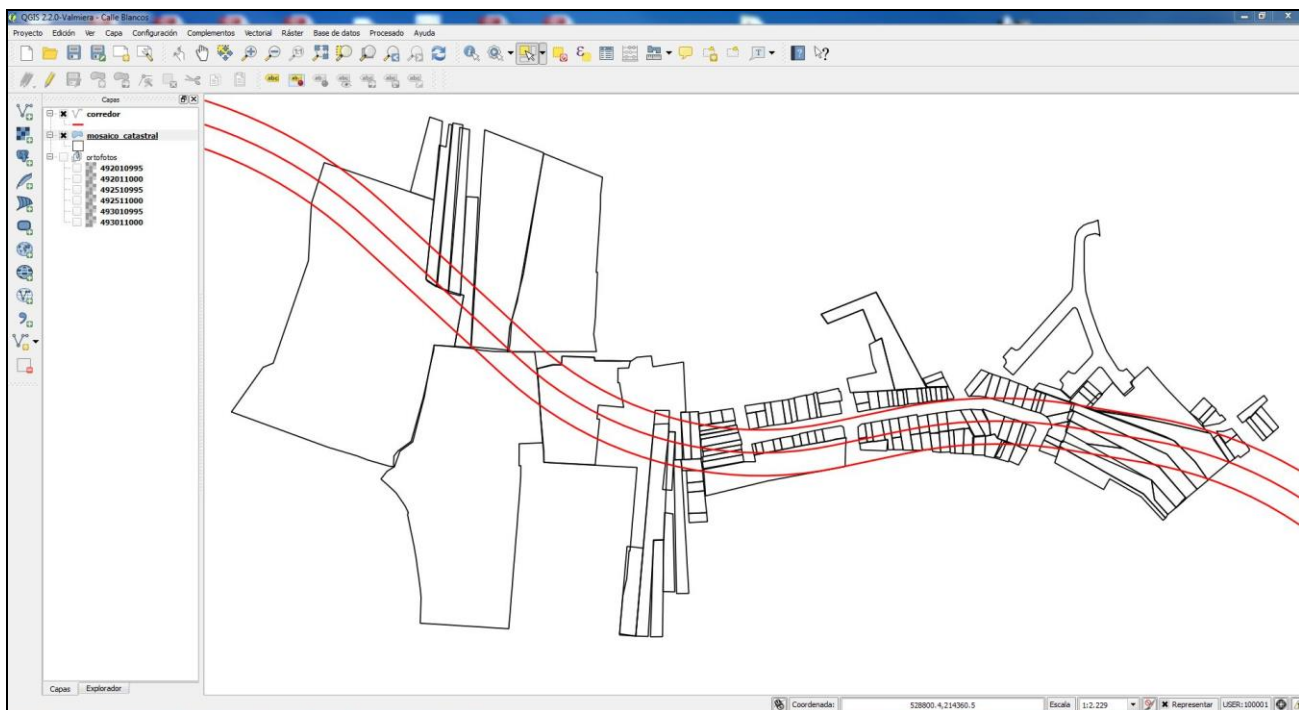 QGIS 2.2.0-Valmiera - Calle Blancos
Proyecto Edición Ver Capa Configuración Complementos Vectorial Ráster Base de datos Procesado Ayuda
Capas
corredor
mosaico_catastral
ortofotos
492010995
492011000
492510995
492511000
493010995
493011000
Capas Explorador
Coordenada: 528800.4,214360.5 Escala 1:2.229 Representar USER:100001